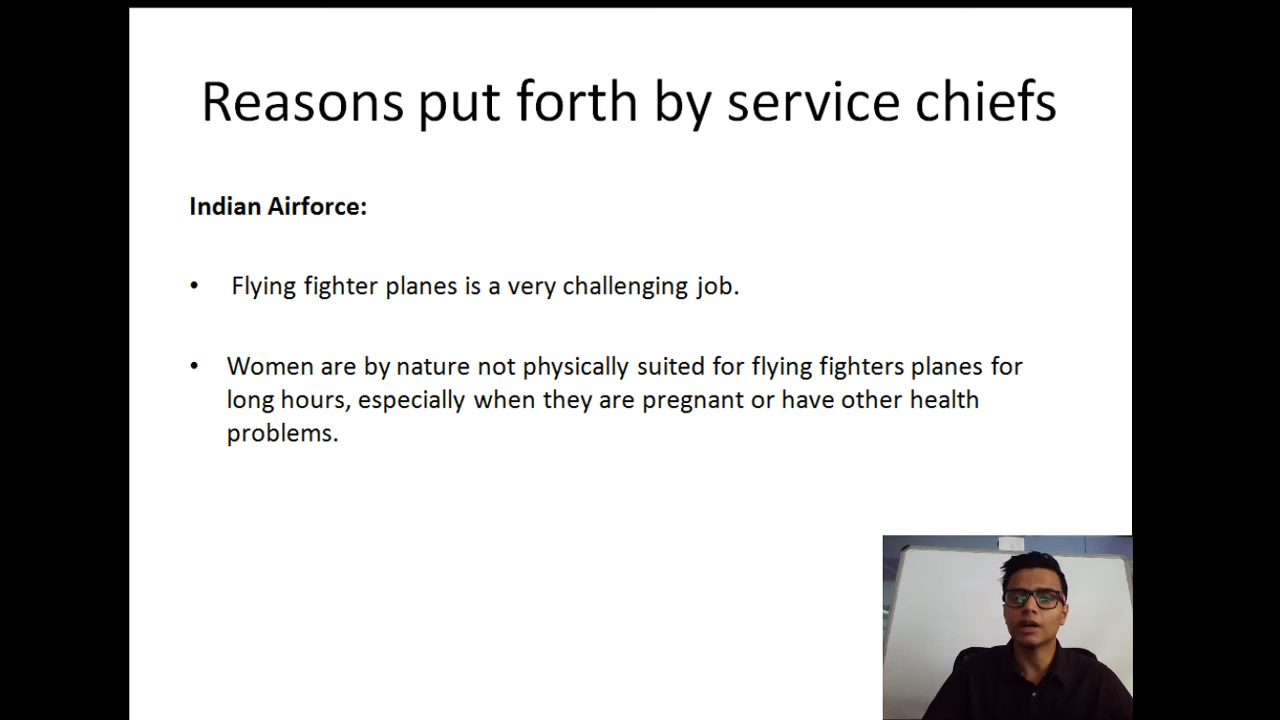 Reasons put forth by service chiefs
Indian Airforce:
• Flying fighter planes is a very challenging job.
• Women are by nature not physically suited for flying fighters planes for
long hours, especially when they are pregnant or have other health
problems.